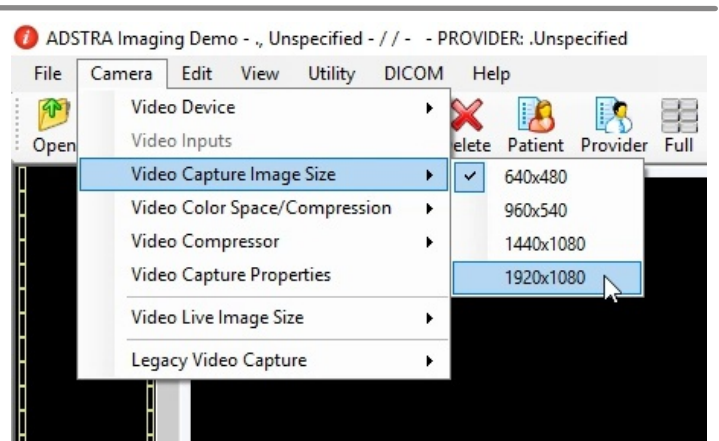 ADSTRA Imaging Demo - ., Unspecified - / / -   - PROVIDER: .Unspecified
File Camera Edit View Utility DICOM Help
Open elete Patient Provider Full
Video Device
Video Inputs
Video Capture Image Size
Video Color Space/Compression
Video Compressor
Video Capture Properties
Video Live Image Size
Legacy Video Capture
640x480
960x540
1440x1080
1920x1080